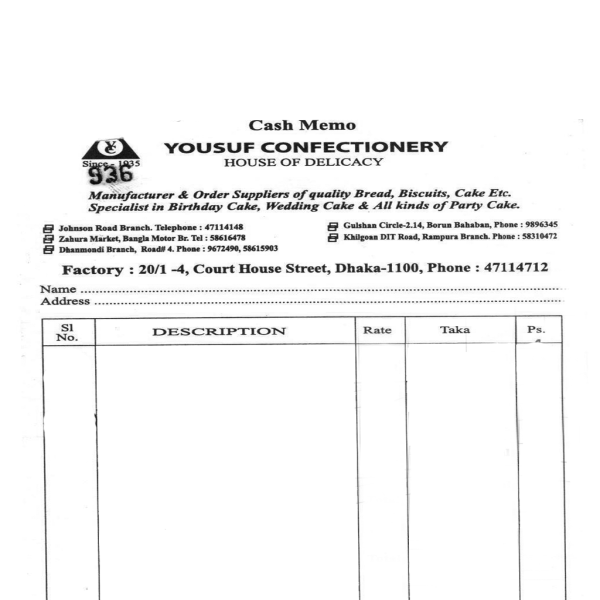 Cash Memo
YC
Since - 1935
936
YOUSUF CONFECTIONERY
HOUSE OF DELICACY
Manufacturer & Order Suppliers of quality Bread, Biscuits, Cake Etc.
Specialist in Birthday Cake, Wedding Cake & All kinds of Party Cake.
Johnson Road Branch. Telephone : 47114148
Zahura Market, Bangla Motor Br. Tel : 58616478
Dhanmondi Branch, Road# 4. Phone : 9672490, 58615903
Gulshan Circle-2.14, Borun Bahaban, Phone : 9896345
Khilgoan DIT Road, Rampura Branch. Phone : 58310472
Factory : 20/1 -4, Court House Street, Dhaka-1100, Phone : 47114712
Name
Address
Sl No. DESCRIPTION Rate Taka Ps.